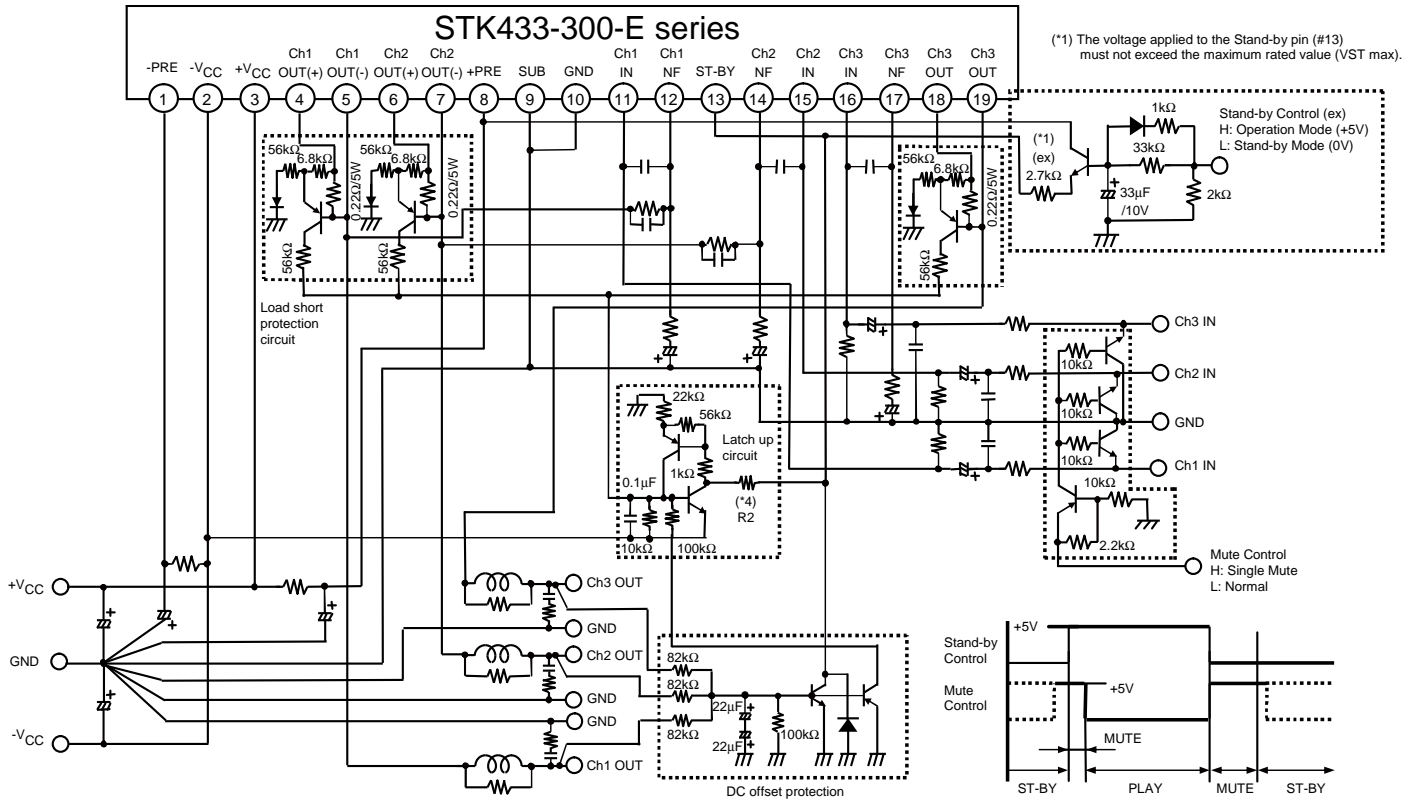 STK433-300-E series
(*1) The voltage applied to the Stand-by pin (#13)
must not exceed the maximum rated value (VST max).
-PRE
-VCC
+VCC
Ch1
OUT(+)
Ch1
OUT(-)
Ch2
OUT(+)
Ch2
OUT(-)
+PRE
SUB
GND
Ch1
IN
Ch1
NF
ST-BY
Ch2
NF
Ch2
IN
Ch3
IN
Ch3
NF
Ch3
OUT
Ch3
OUT
1
2
3
4
5
6
7
8
9
10
11
12
13
14
15
16
17
18
19
56kΩ
6.8kΩ
0.22Ω/5W
56kΩ
56kΩ
6.8kΩ
0.22Ω/5W
56kΩ
Load short
protection
circuit
56kΩ
6.8kΩ
0.22Ω/5W
56kΩ
(*1)
(ex)
2.7kΩ
1kΩ
33kΩ
33μF
/10V
2kΩ
Stand-by Control (ex)
H: Operation Mode (+5V)
L: Stand-by Mode (0V)
Ch3 IN
10kΩ
Ch2 IN
10kΩ
GND
10kΩ
Ch1 IN
10kΩ
2.2kΩ
Mute Control
H: Single Mute
L: Normal
22kΩ
56kΩ
Latch up
circuit
1kΩ
0.1μF
(*4)
R2
10kΩ
100kΩ
+VCC
GND
-VCC
Ch3 OUT
GND
Ch2 OUT
GND
GND
Ch1 OUT
82kΩ
82kΩ
82kΩ
22μF
22μF
100kΩ
DC offset protection
Stand-by
Control
+5V
Mute
Control
+5V
MUTE
ST-BY
PLAY
MUTE
ST-BY